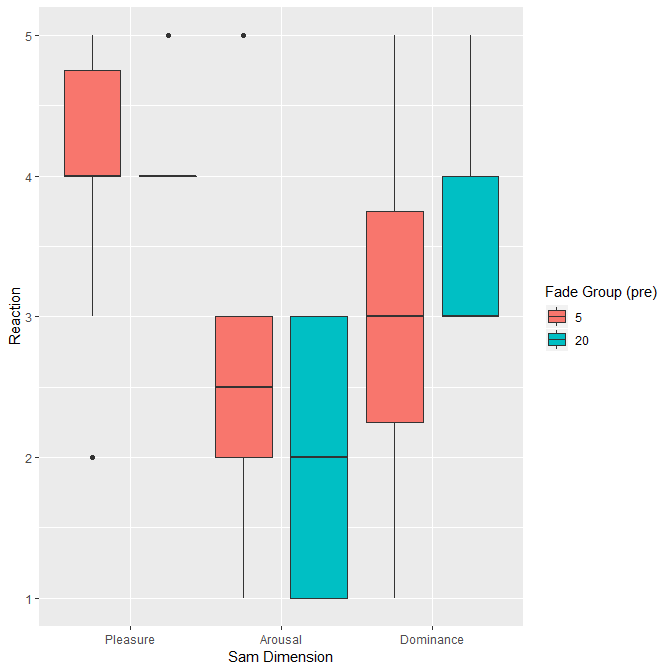 5
4
3
2
1
Reaction
Pleasure
Arousal
Dominance
Sam Dimension
Fade Group (pre)
5
20